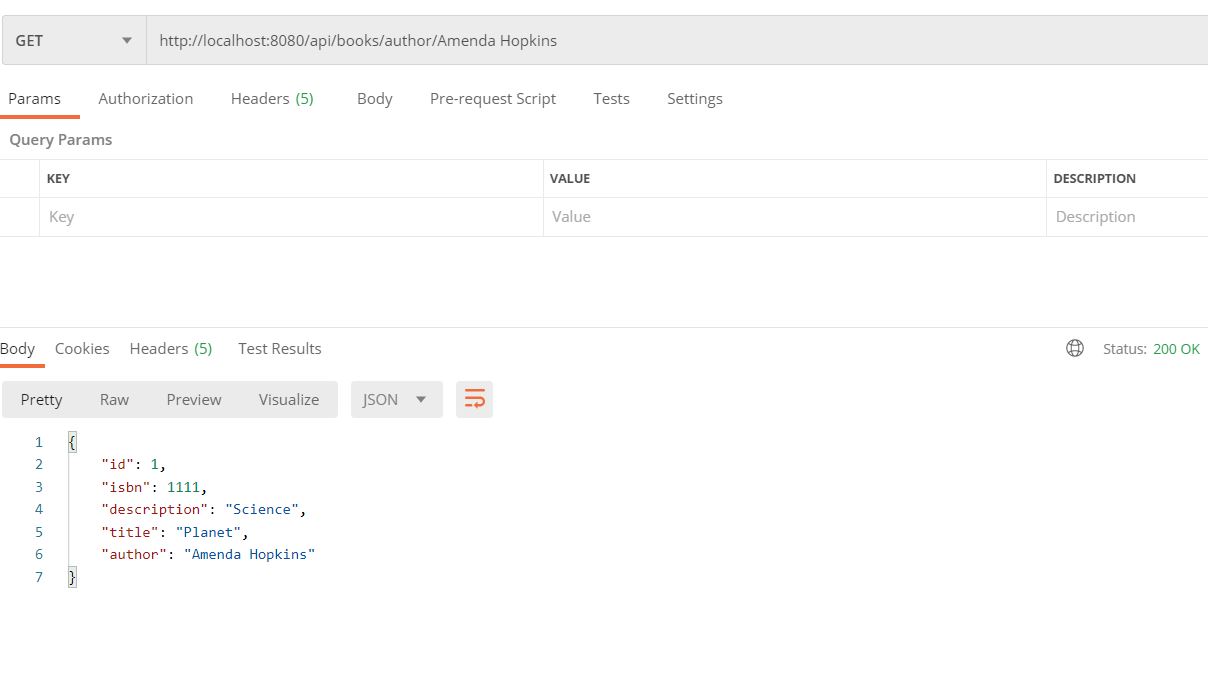 GET http://localhost:8080/api/books/author/Amenda Hopkins
Params Authorization Headers (5) Body Pre-request Script Tests Settings
Query Params
KEY VALUE DESCRIPTION
Key Value Description
Body Cookies Headers (5) Test Results Status: 200 OK
Pretty Raw Preview Visualize JSON
1 {
2 "id": 1,
3 "isbn": 1111,
4 "description": "Science",
5 "title": "Planet",
6 "author": "Amenda Hopkins"
7 }